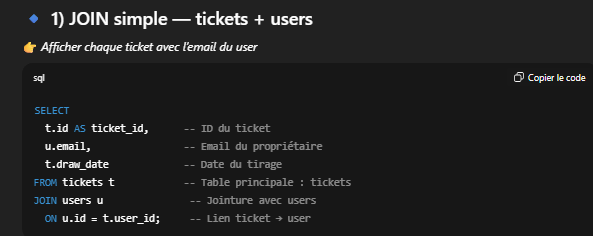 🔹 1) JOIN simple — tickets + users
👉 Afficher chaque ticket avec l'email du user
sql
Copier le code
SELECT
  t.id AS ticket_id,      -- ID du ticket
  u.email,                -- Email du propriétaire
  t.draw_date             -- Date du tirage
FROM tickets t            -- Table principale : tickets
JOIN users u               -- Jointure avec users
  ON u.id = t.user_id;     -- Lien ticket → user